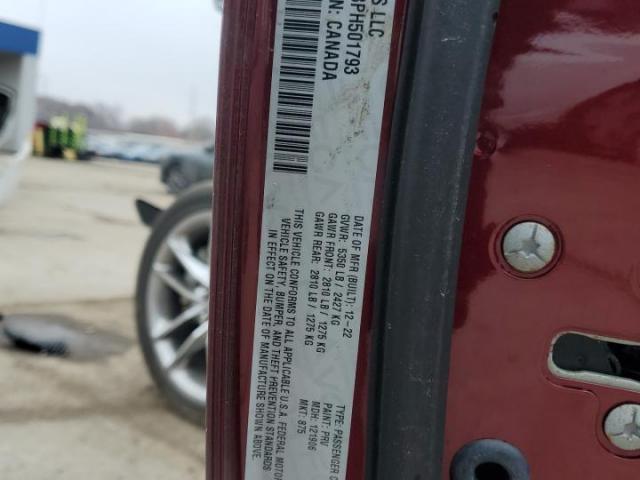 S LLC
PH501793
N: CANADA
DATE OF MFR (BUILT): 12-22
GVWR: 5350 LB / 2427 KG
GAWR FRONT: 2810 LB / 1275 KG
GAWR REAR: 2810 LB / 1275 KG
THIS VEHICLE CONFORMS TO ALL APPLICABLE U.S.A. FEDERAL MOTOR
VEHICLE SAFETY, BUMPER, AND THEFT PREVENTION STANDARDS
IN EFFECT ON THE DATE OF MANUFACTURE SHOWN ABOVE.
TYPE: PASSENGER C
PAINT: PRV
MDH: 121906
MKT: 875